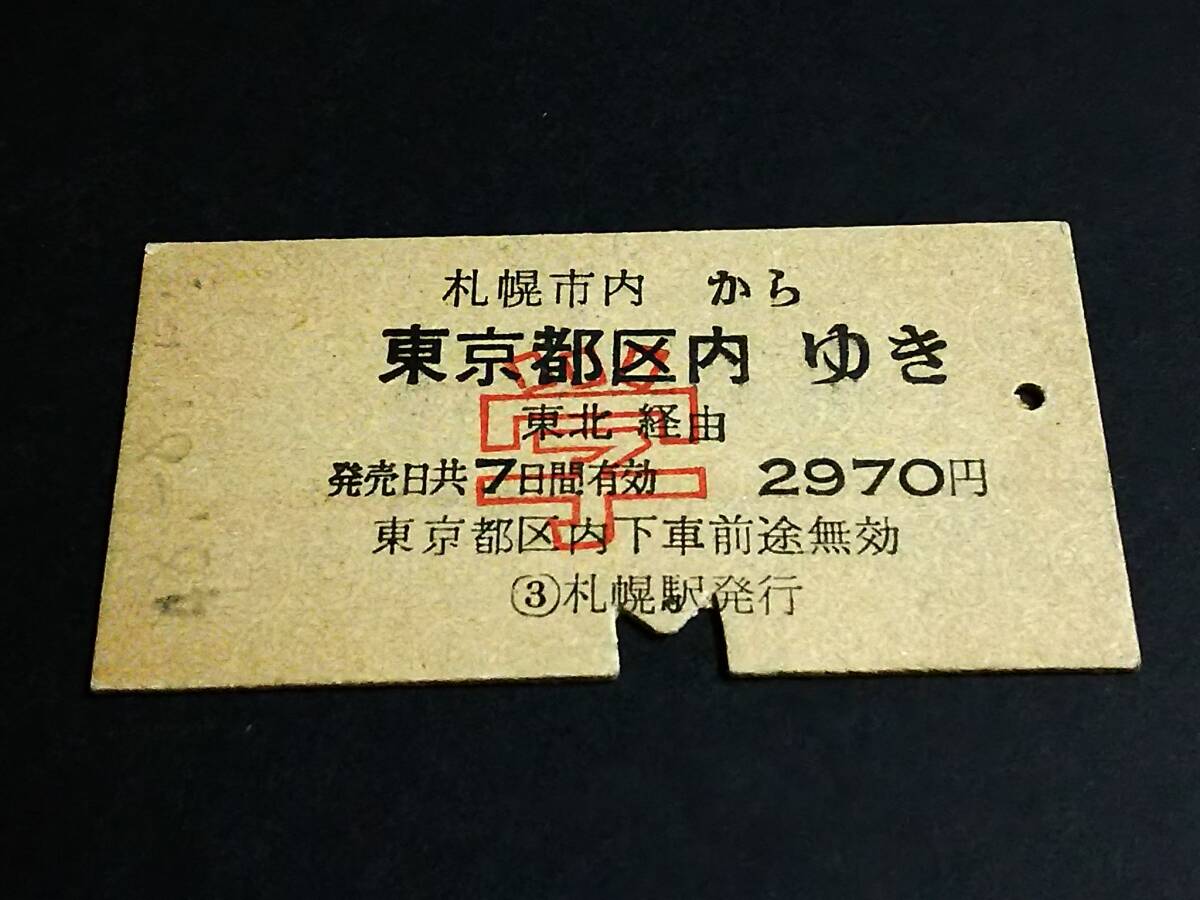 札幌市内 から
東京都区内 ゆき
学
東北 経由
発売日共7日間有効 2970円
東京都区内下車前途無効
③札幌駅発行